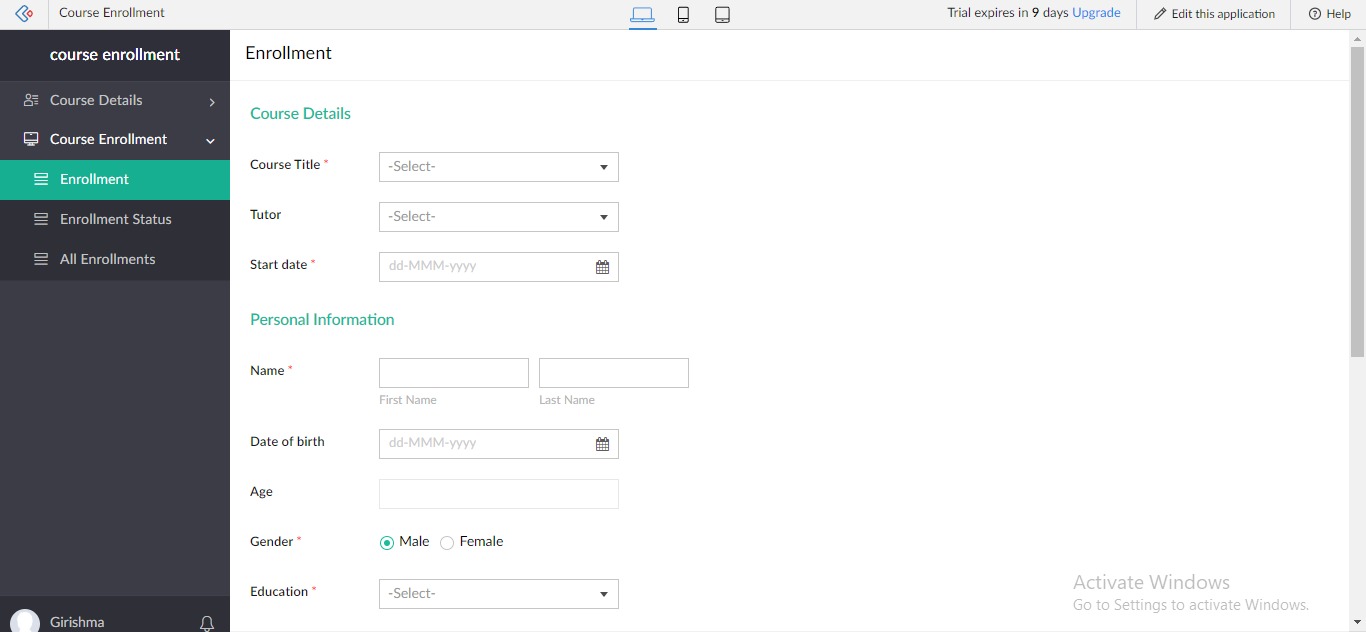 Course Enrollment
Trial expires in 9 days Upgrade
Edit this application
Help
course enrollment
Course Details
Course Enrollment
Enrollment
Enrollment Status
All Enrollments
Girishma
Enrollment
Course Details
Course Title * -Select-
Tutor -Select-
Start date * dd-MMM-yyyy
Personal Information
Name *
First Name Last Name
Date of birth dd-MMM-yyyy
Age
Gender * Male Female
Education * -Select-
Activate Windows
Go to Settings to activate Windows.